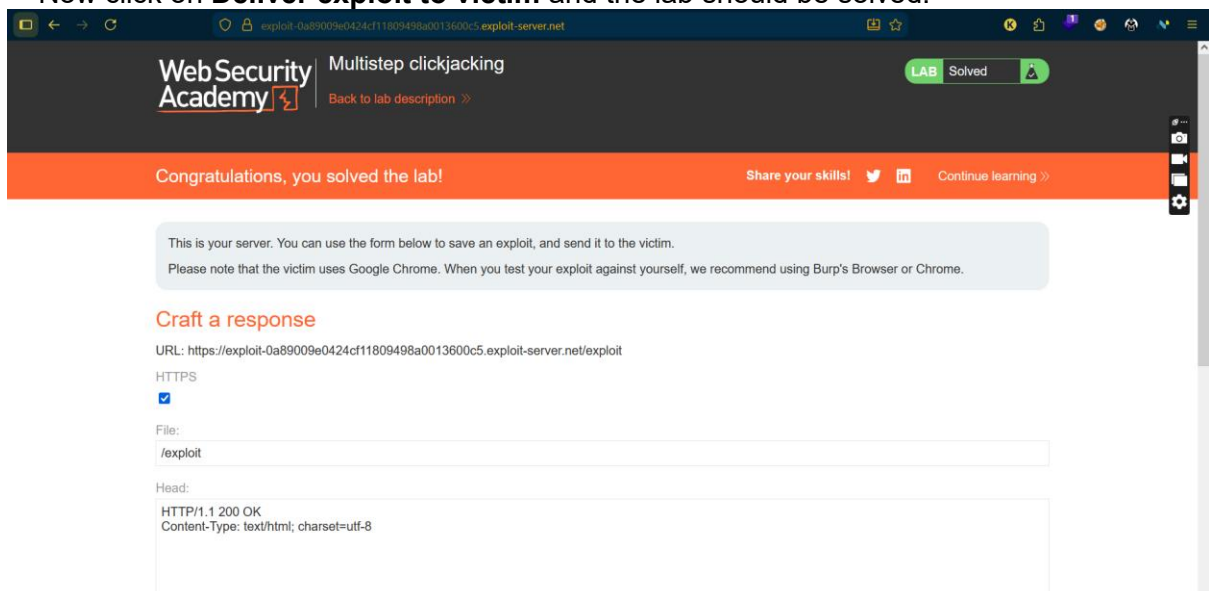 Now click on Deliver exploit to victim and the lab should be solved.
exploit-0a89009e0424cf11809498a0013600c5.exploit-server.net
WebSecurity
Academy
Multistep clickjacking
Back to lab description »
LAB Solved
Congratulations, you solved the lab!
Share your skills!
Continue learning »
This is your server. You can use the form below to save an exploit, and send it to the victim.
Please note that the victim uses Google Chrome. When you test your exploit against yourself, we recommend using Burp's Browser or Chrome.
Craft a response
URL: https://exploit-0a89009e0424cf11809498a0013600c5.exploit-server.net/exploit
HTTPS
File:
/exploit
Head:
HTTP/1.1 200 OK
Content-Type: text/html; charset=utf-8